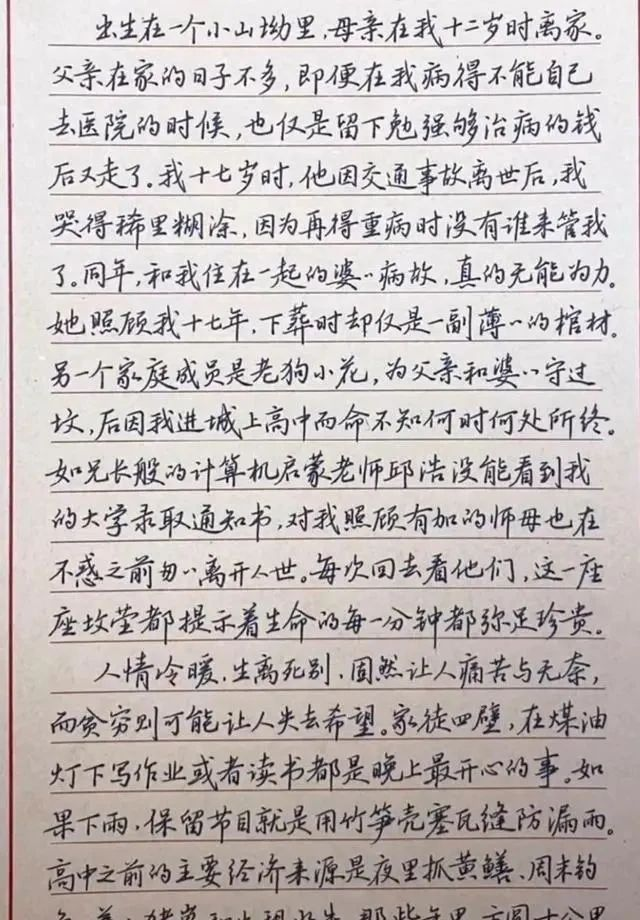 出生在一个小山坳里,母亲在我十二岁时离家。
父亲在家的日子不多,即便在我病得不能自己
去医院的时候,也仅是留下勉强够治病的钱
后又走了。我十七岁时,他因交通事故离世后,我
哭得稀里糊涂,因为再得重病时没有谁来管我
了。同年,和我住在一起的婆〻病故,真的无能为力.
她照顾我十七年,下葬时却仅是一副薄〻的棺材.
另一个家庭成员是老狗小花,为父亲和婆〻守过
坟,后因我进城上高中而命不知何时何处所终.
如兄长般的计算机启蒙老师邱浩没能看到我
的大学录取通知书,对我照顾有加的师母也在
不惑之前匆〻离开人世。每次回去看他们,这一座
座坟茔都提示着生命的每一分钟都弥足珍贵。
人情冷暖,生离死别,固然让人痛苦与无奈,
而贫穷则可能让人失去希望。家徒四壁,在煤油
灯下写作业或者读书都是晚上最开心的事。如
果下雨,保留节目就是用竹笋壳塞瓦缝防漏雨。
高中之前的主要经济来源是夜里抓黄鳝、周末钓
那些年里,方圆十公里